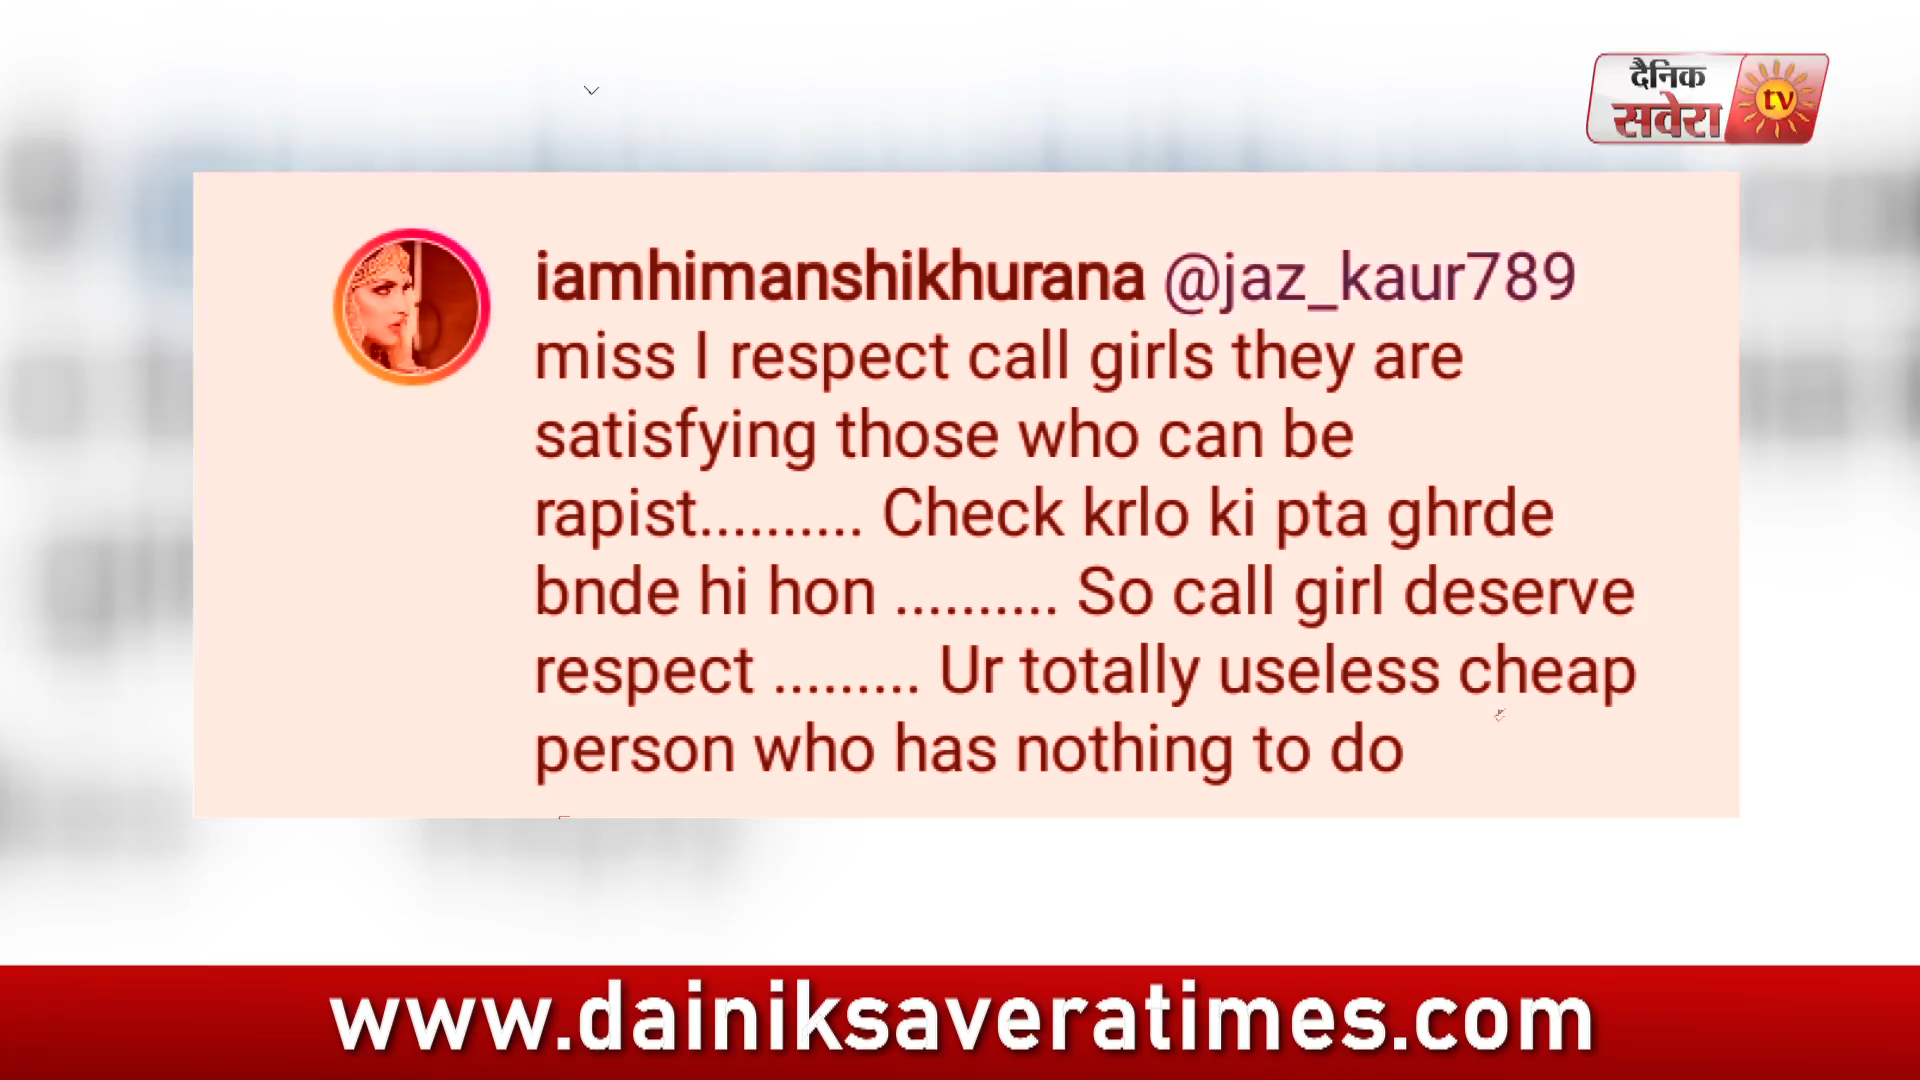 दैनिक
सवेरा tv
iamhimanshikhurana @jaz_kaur789
miss I respect call girls they are
satisfying those who can be
rapist.......... Check krlo ki pta ghrde
bnde hi hon .......... So call girl deserve
respect ......... Ur totally useless cheap
person who has nothing to do
www.dainiksaveratimes.com